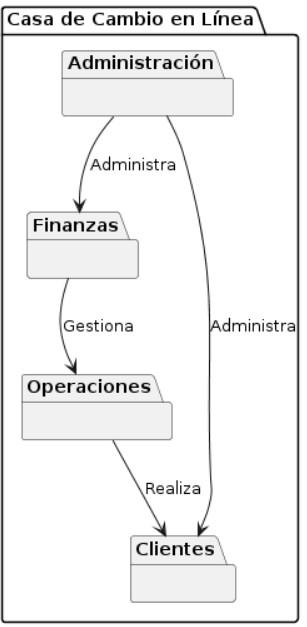 Casa de Cambio en Línea
Administración
Administra
Finanzas
Gestiona
Administra
Operaciones
Realiza
Clientes